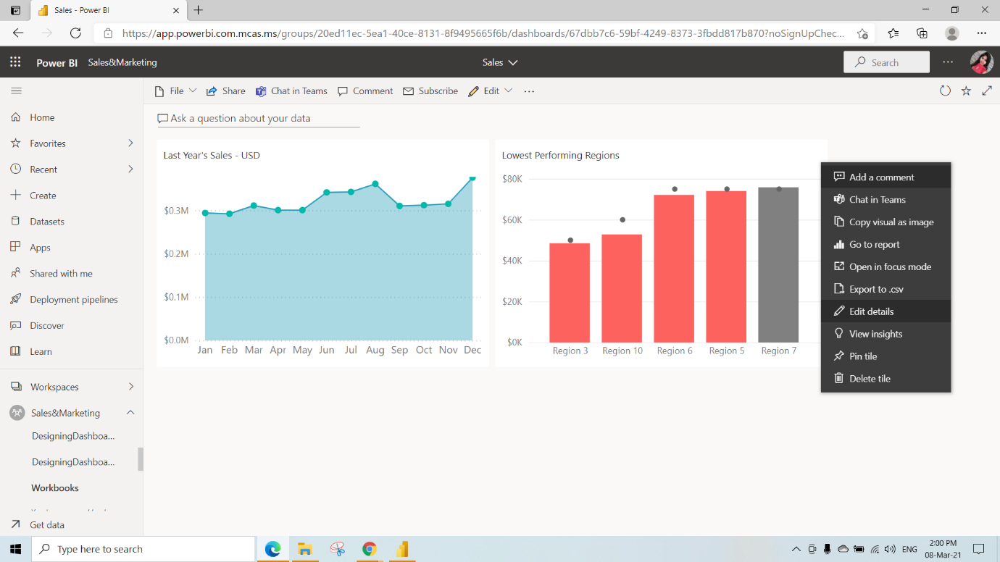 Sales - Power BI
https://app.powerbi.com.mcas.ms/groups/20ed11ec-5ea1-40ce-8131-8f9495665f6b/dashboards/67dbb7c6-59bf-4249-8373-3fbdd817b870?noSignUpChec...
Power BI Sales&Marketing Sales Search
File Share Chat in Teams Comment Subscribe Edit
Ask a question about your data
Home
Favorites
Recent
Create
Datasets
Apps
Shared with me
Deployment pipelines
Discover
Learn
Workspaces
Sales&Marketing
DesigningDashboa...
DesigningDashboa...
Workbooks
Get data
Last Year's Sales - USD
$0.3M
$0.2M
$0.1M
$0.0M
Jan Feb Mar Apr May Jun Jul Aug Sep Oct Nov Dec
Lowest Performing Regions
$80K
$60K
$40K
$20K
$0K
Region 3 Region 10 Region 6 Region 5 Region 7
Add a comment
Chat in Teams
Copy visual as image
Go to report
Open in focus mode
Export to .csv
Edit details
View insights
Pin tile
Delete tile
Type here to search
ENG
2:00 PM
08-Mar-21